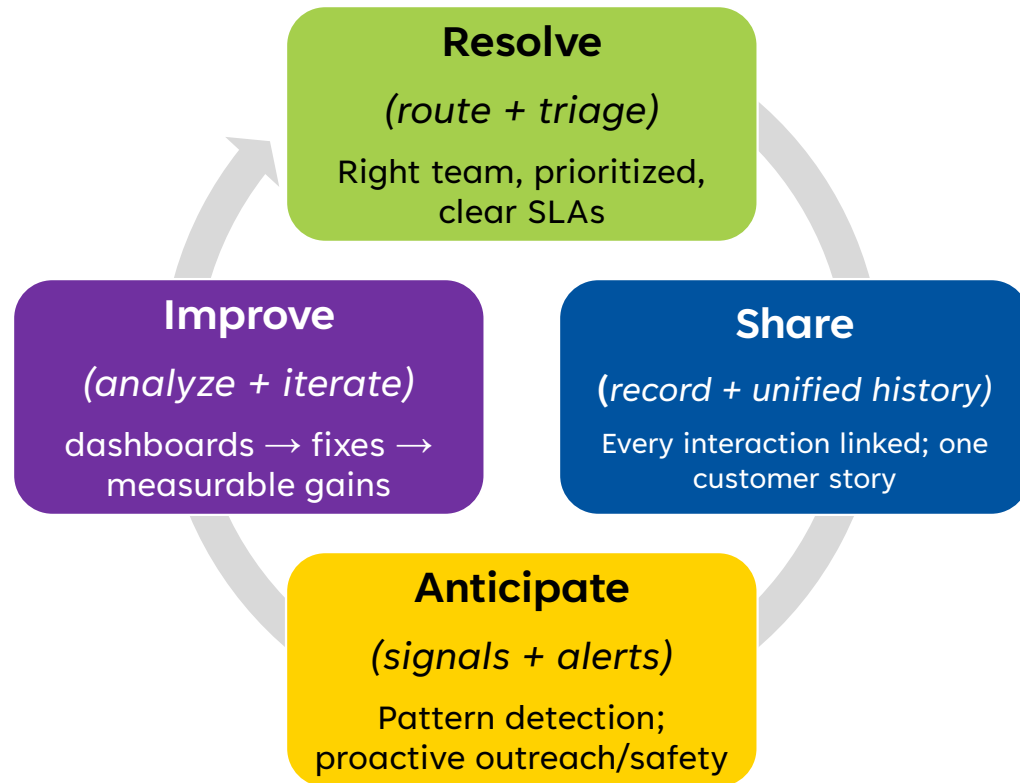 Resolve
(route + triage)
Right team, prioritized,
clear SLAs
Share
(record + unified history)
Every interaction linked; one
customer story
Anticipate
(signals + alerts)
Pattern detection;
proactive outreach/safety
Improve
(analyze + iterate)
dashboards → fixes →
measurable gains